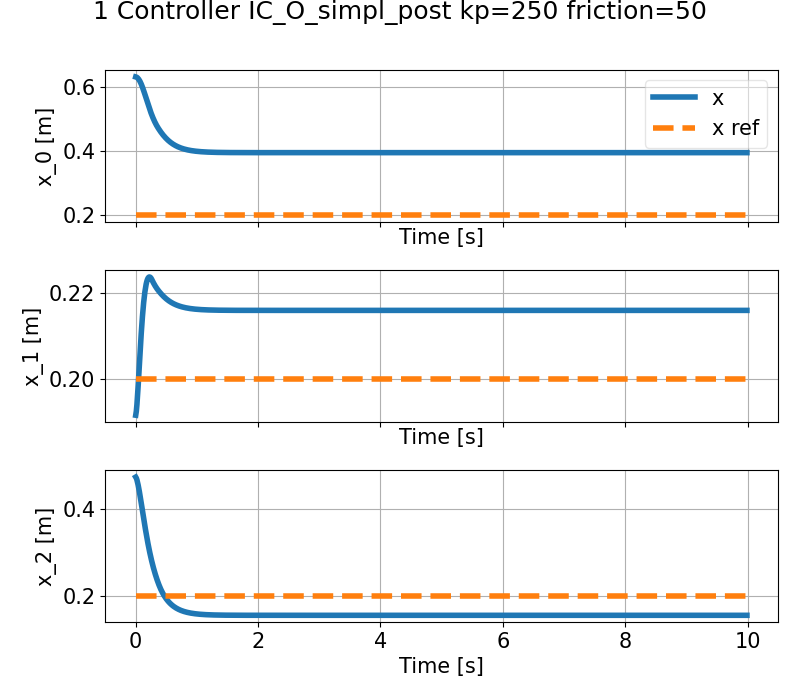 1 Controller IC_O_simpl_post kp=250 friction=50
0.6
0.4
0.2
x_0 [m]
x
x ref
Time [s]
0.22
0.20
x_1 [m]
Time [s]
0.4
0.2
x_2 [m]
0 2 4 6 8 10
Time [s]